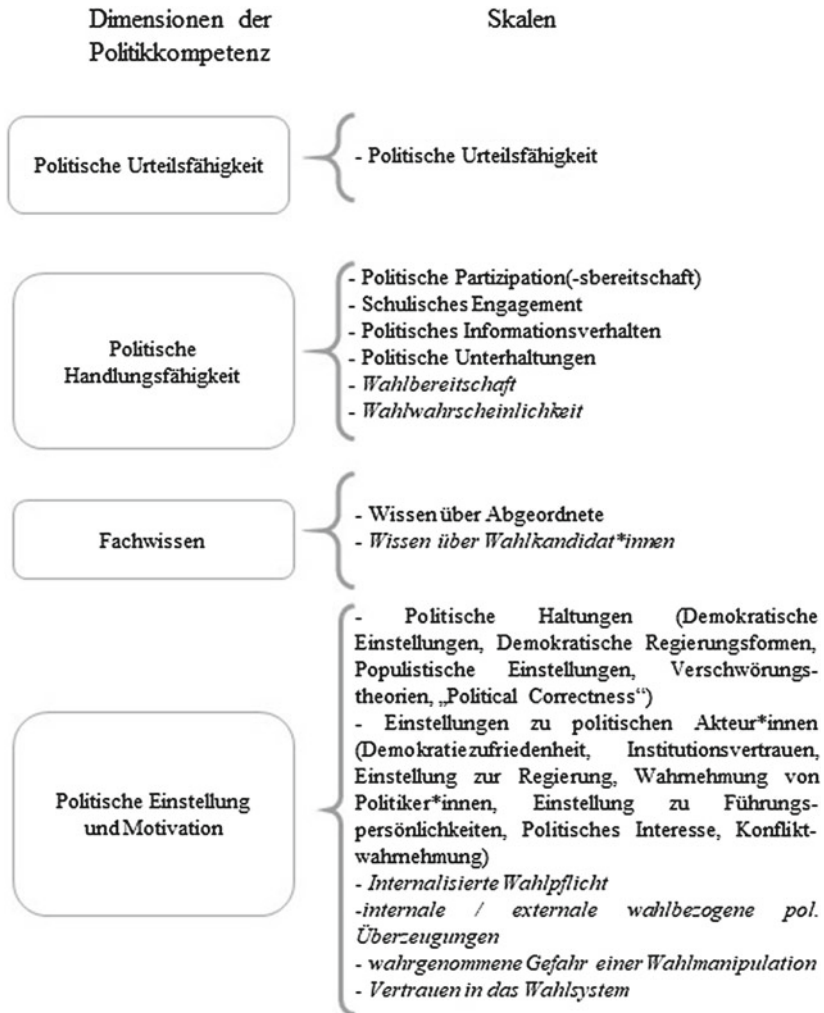 Dimensionen der
Politikkompetenz
Skalen
Politische Urteilsfähigkeit
- Politische Urteilsfähigkeit
Politische
Handlungsfähigkeit
- Politische Partizipation(-sbereitschaft)
- Schulisches Engagement
- Politisches Informationsverhalten
- Politische Unterhaltungen
- Wahlbereitschaft
- Wahlwahrscheinlichkeit
Fachwissen
- Wissen über Abgeordnete
- Wissen über Wahlkandidat*innen
Politische Einstellung
und Motivation
- Politische Haltungen (Demokratische
Einstellungen, Demokratische Regierungsformen,
Populistische Einstellungen, Verschwörungs-
theorien, „Political Correctness“)
- Einstellungen zu politischen Akteur*innen
(Demokratiezufriedenheit, Institutionsvertrauen,
Einstellung zur Regierung, Wahrnehmung von
Politiker*innen, Einstellung zu Führungs-
persönlichkeiten, Politisches Interesse, Konflikt-
wahrnehmung)
- Internalisierte Wahlpflicht
-internale / externale wahlbezogene pol.
Überzeugungen
- wahrgenommene Gefahr einer Wahlmanipulation
- Vertrauen in das Wahlsystem